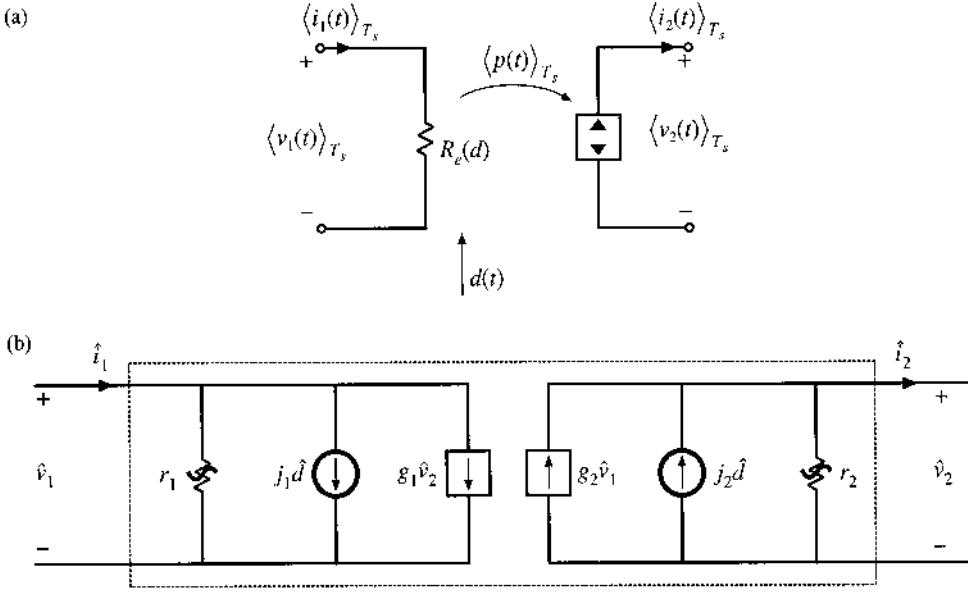 (a)
⟨i₁(t)⟩Tₛ
⟨i₂(t)⟩Tₛ
+
+
⟨p(t)⟩Tₛ
⟨v₁(t)⟩Tₛ
Rₑ(d)
⟨v₂(t)⟩Tₛ
−
−
d(t)
(b)
î₁
î₂
+
+
v̂₁
r₁
j₁d̂
g₁v̂₂
g₂v̂₁
j₂d̂
r₂
v̂₂
−
−